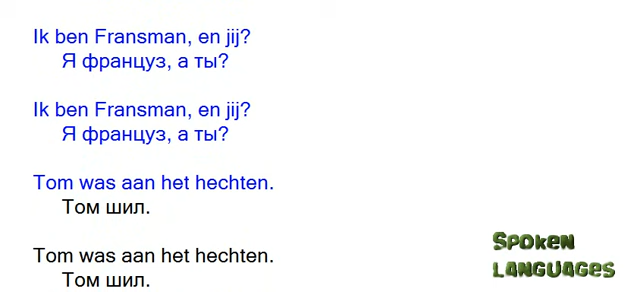 Ik ben Fransman, en jij?
Я француз, а ты?
Ik ben Fransman, en jij?
Я француз, а ты?
Tom was aan het hechten.
Том шил.
Tom was aan het hechten.
Том шил.
SPOKEN
LANGUAGES